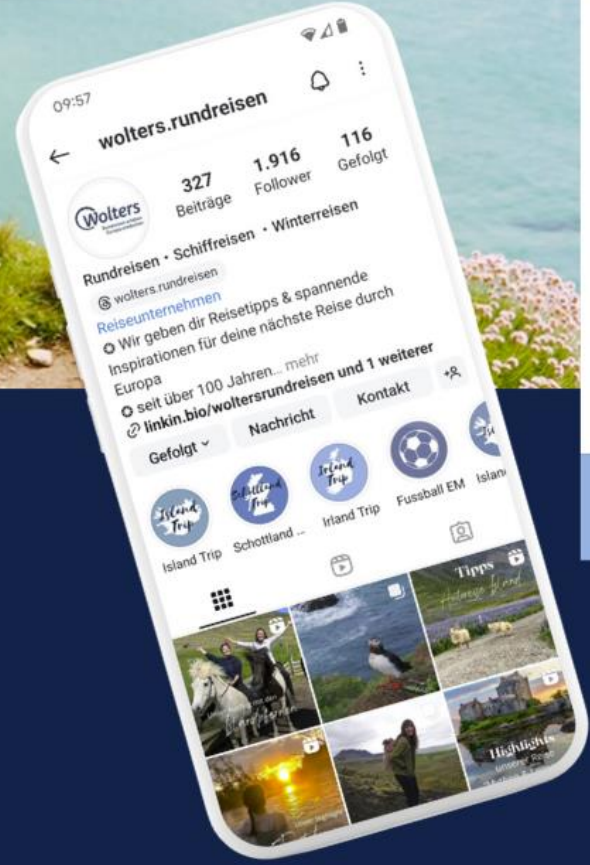 09:57
wolters.rundreisen
Wolters
327
Beiträge
1.916
Follower
116
Gefolgt
Rundreisen • Schiffreisen • Winterreisen
wolters.rundreisen
Reiseunternehmen
Wir geben dir Reisetipps & spannende
Inspirationen für deine nächste Reise durch
Europa
seit über 100 Jahren... mehr
linkin.bio/woltersrundreisen und 1 weiterer
Gefolgt
Nachricht
Kontakt
Island
Trip
Schottland
Trip
Irland
Trip
Island Trip
Schottland ...
Irland Trip
Fussball EM
Islan
Tipps
Highlights
unserer Reise